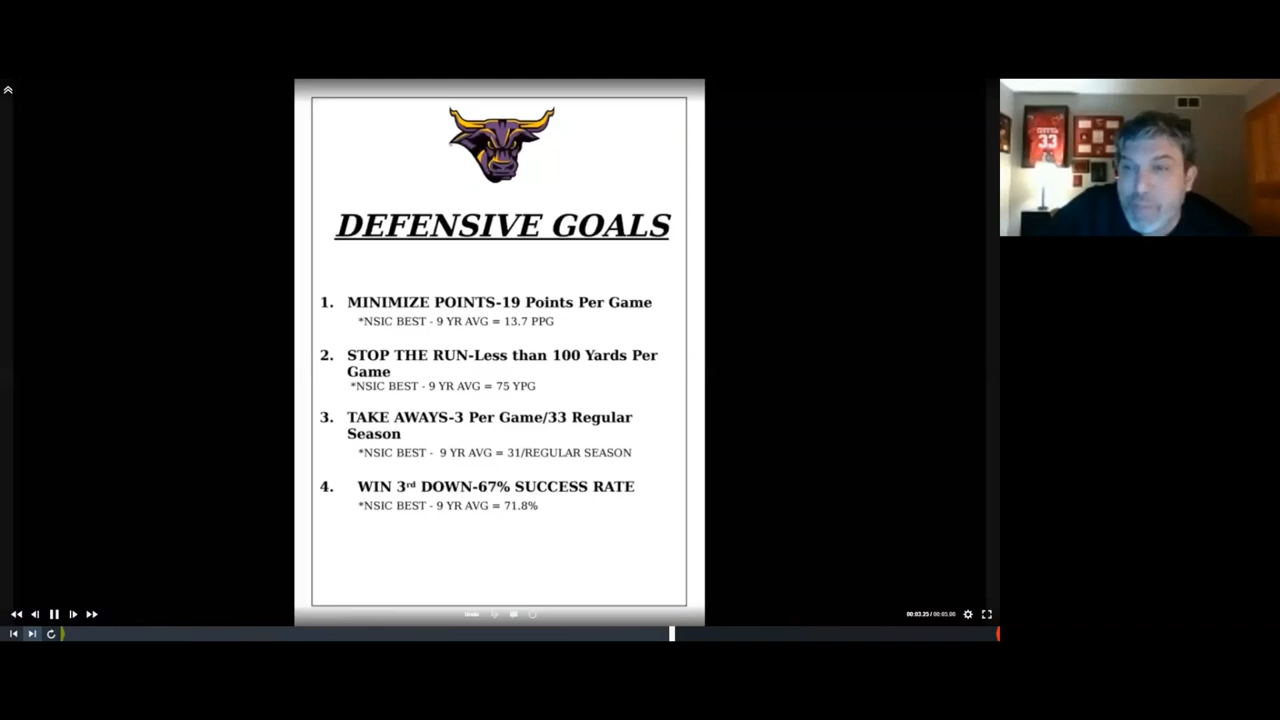 DEFENSIVE GOALS
1. MINIMIZE POINTS-19 Points Per Game
*NSIC BEST - 9 YR AVG = 13.7 PPG
2. STOP THE RUN-Less than 100 Yards Per
Game
*NSIC BEST - 9 YR AVG = 75 YPG
3. TAKE AWAYS-3 Per Game/33 Regular
Season
*NSIC BEST -  9 YR AVG = 31/REGULAR SEASON
4. WIN 3rd DOWN-67% SUCCESS RATE
*NSIC BEST - 9 YR AVG = 71.8%
33